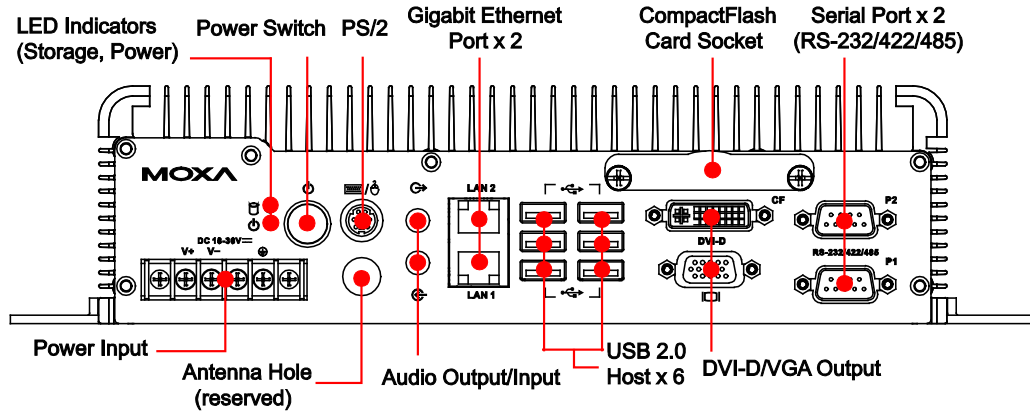 LED Indicators
(Storage, Power)
Power Switch
PS/2
Gigabit Ethernet
Port x 2
CompactFlash
Card Socket
Serial Port x 2
(RS-232/422/485)
MOXA
LAN 2
CF
P2
DC 16-36V
V+ V–
DVI-D
RS-232/422/485
P1
LAN 1
Power Input
Antenna Hole
(reserved)
Audio Output/Input
USB 2.0
Host x 6
DVI-D/VGA Output